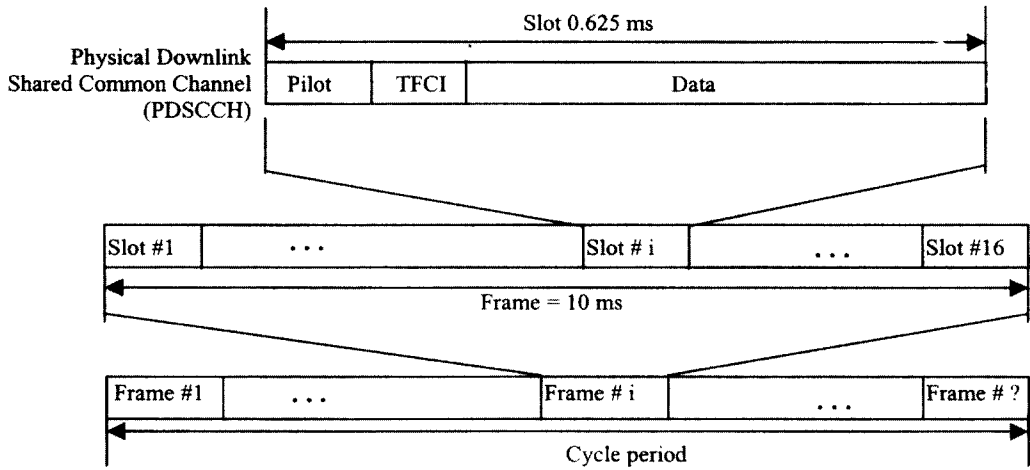 Slot 0.625 ms
Physical Downlink
Shared Common Channel
(PDSCCH)
Pilot TFCI Data
Slot #1 ... Slot # i ... Slot #16
Frame = 10 ms
Frame #1 ... Frame # i ... Frame # ?
Cycle period